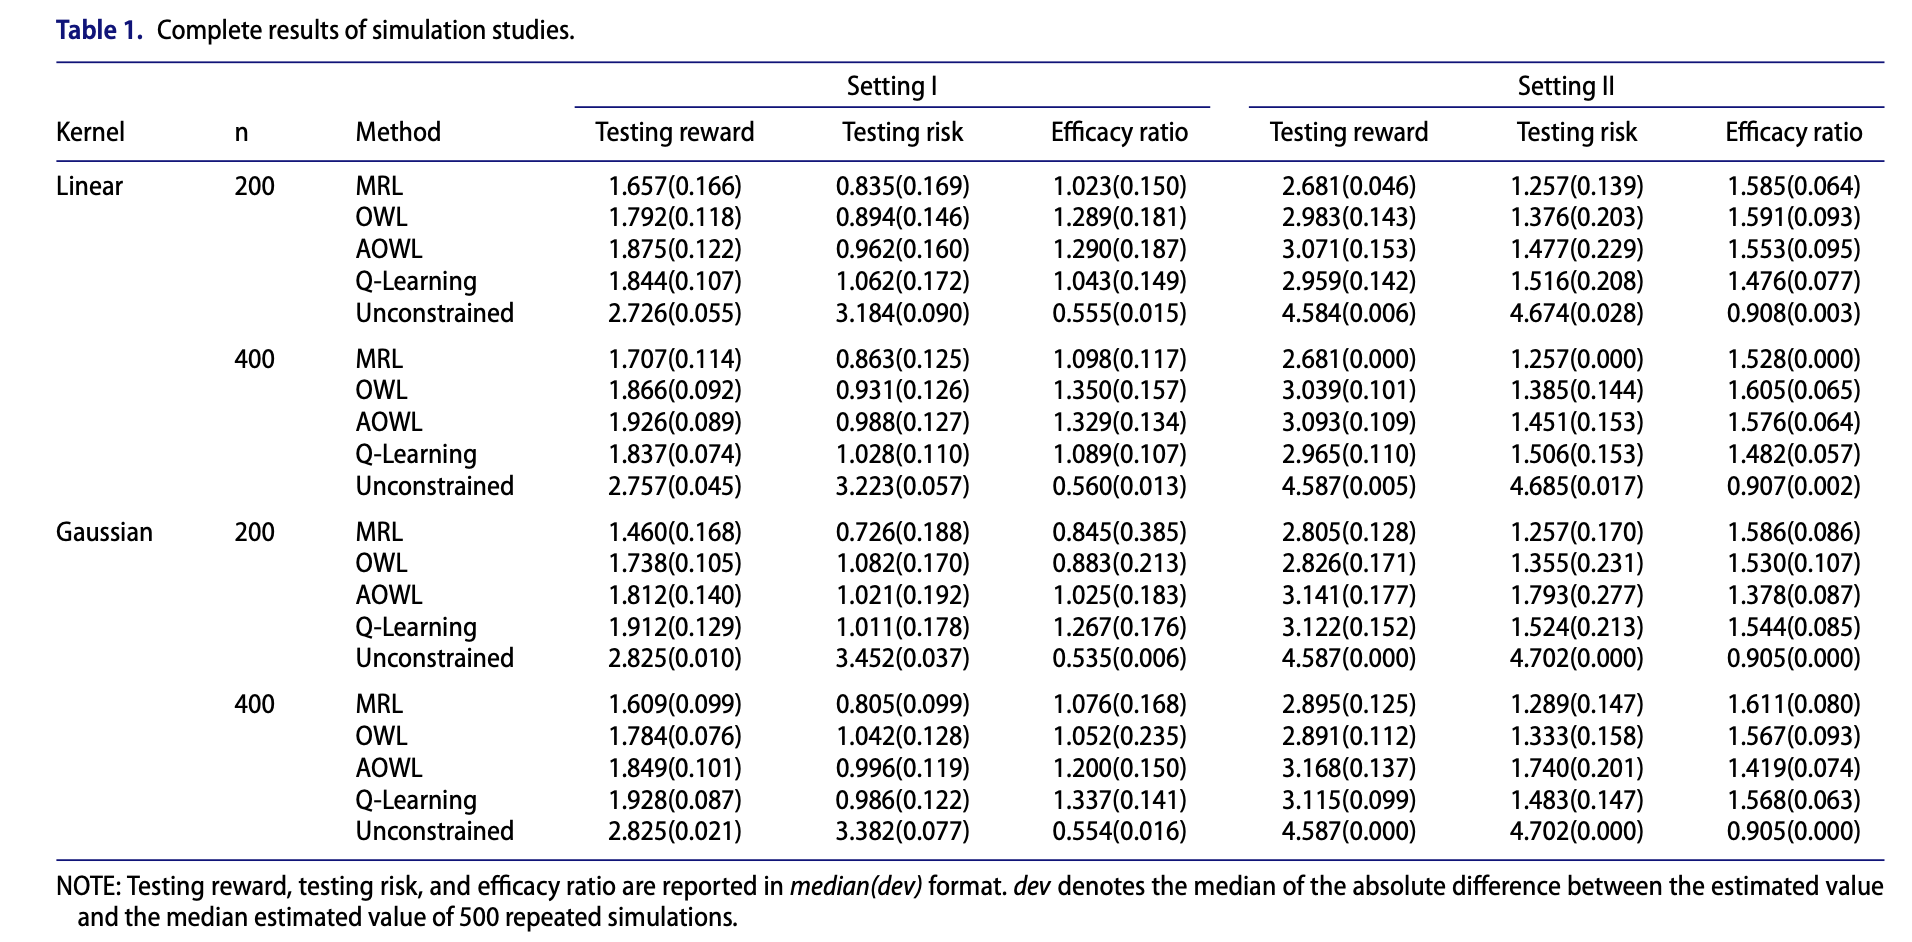 Table 1. Complete results of simulation studies.
Setting I Setting II
Kernel n Method Testing reward Testing risk Efficacy ratio Testing reward Testing risk Efficacy ratio
Linear 200 MRL 1.657(0.166) 0.835(0.169) 1.023(0.150) 2.681(0.046) 1.257(0.139) 1.585(0.064)
OWL 1.792(0.118) 0.894(0.146) 1.289(0.181) 2.983(0.143) 1.376(0.203) 1.591(0.093)
AOWL 1.875(0.122) 0.962(0.160) 1.290(0.187) 3.071(0.153) 1.477(0.229) 1.553(0.095)
Q-Learning 1.844(0.107) 1.062(0.172) 1.043(0.149) 2.959(0.142) 1.516(0.208) 1.476(0.077)
Unconstrained 2.726(0.055) 3.184(0.090) 0.555(0.015) 4.584(0.006) 4.674(0.028) 0.908(0.003)
400 MRL 1.707(0.114) 0.863(0.125) 1.098(0.117) 2.681(0.000) 1.257(0.000) 1.528(0.000)
OWL 1.866(0.092) 0.931(0.126) 1.350(0.157) 3.039(0.101) 1.385(0.144) 1.605(0.065)
AOWL 1.926(0.089) 0.988(0.127) 1.329(0.134) 3.093(0.109) 1.451(0.153) 1.576(0.064)
Q-Learning 1.837(0.074) 1.028(0.110) 1.089(0.107) 2.965(0.110) 1.506(0.153) 1.482(0.057)
Unconstrained 2.757(0.045) 3.223(0.057) 0.560(0.013) 4.587(0.005) 4.685(0.017) 0.907(0.002)
Gaussian 200 MRL 1.460(0.168) 0.726(0.188) 0.845(0.385) 2.805(0.128) 1.257(0.170) 1.586(0.086)
OWL 1.738(0.105) 1.082(0.170) 0.883(0.213) 2.826(0.171) 1.355(0.231) 1.530(0.107)
AOWL 1.812(0.140) 1.021(0.192) 1.025(0.183) 3.141(0.177) 1.793(0.277) 1.378(0.087)
Q-Learning 1.912(0.129) 1.011(0.178) 1.267(0.176) 3.122(0.152) 1.524(0.213) 1.544(0.085)
Unconstrained 2.825(0.010) 3.452(0.037) 0.535(0.006) 4.587(0.000) 4.702(0.000) 0.905(0.000)
400 MRL 1.609(0.099) 0.805(0.099) 1.076(0.168) 2.895(0.125) 1.289(0.147) 1.611(0.080)
OWL 1.784(0.076) 1.042(0.128) 1.052(0.235) 2.891(0.112) 1.333(0.158) 1.567(0.093)
AOWL 1.849(0.101) 0.996(0.119) 1.200(0.150) 3.168(0.137) 1.740(0.201) 1.419(0.074)
Q-Learning 1.928(0.087) 0.986(0.122) 1.337(0.141) 3.115(0.099) 1.483(0.147) 1.568(0.063)
Unconstrained 2.825(0.021) 3.382(0.077) 0.554(0.016) 4.587(0.000) 4.702(0.000) 0.905(0.000)
NOTE: Testing reward, testing risk, and efficacy ratio are reported in median(dev) format. dev denotes the median of the absolute difference between the estimated value
and the median estimated value of 500 repeated simulations.